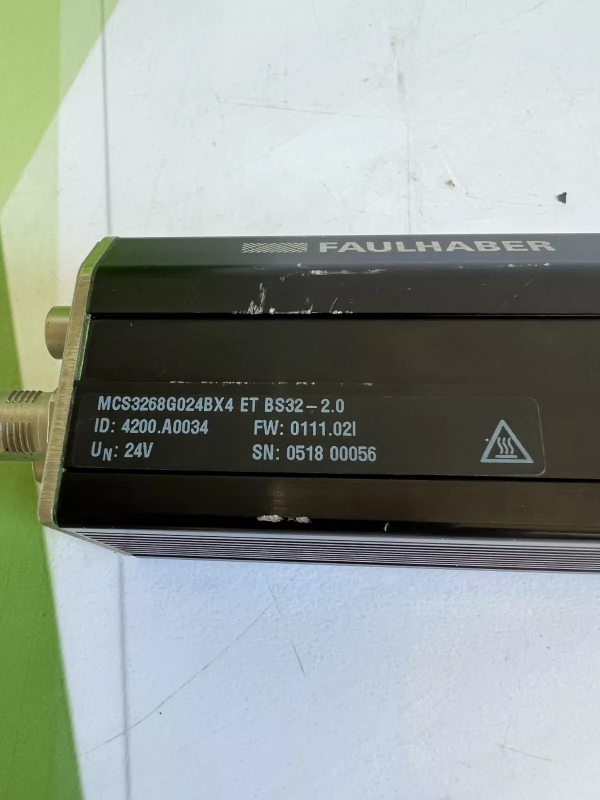 FAULHABER
MCS3268G024BX4 ET BS32-2.0
ID: 4200.A0034 FW: 0111.02I
UN: 24V SN: 0518 00056